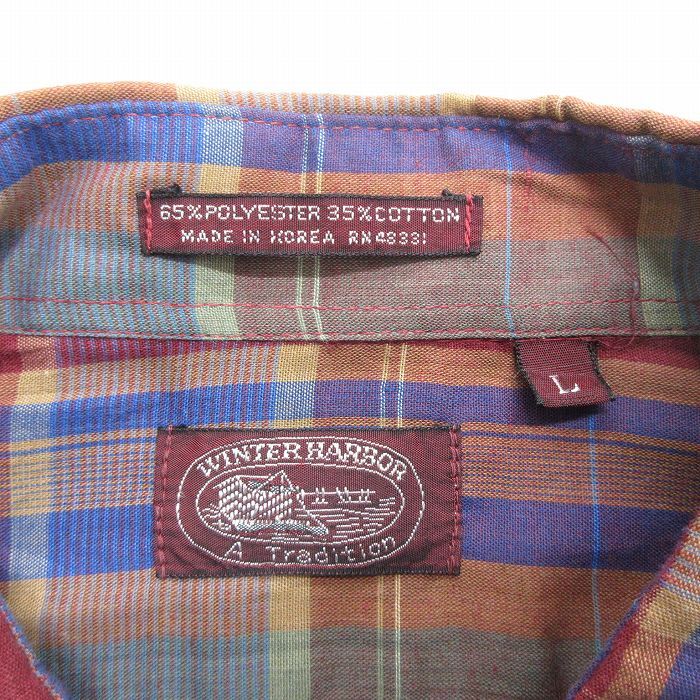 65% POLYESTER 35% COTTON
MADE IN KOREA RN48331
L
WINTER HARBOR
A Tradition